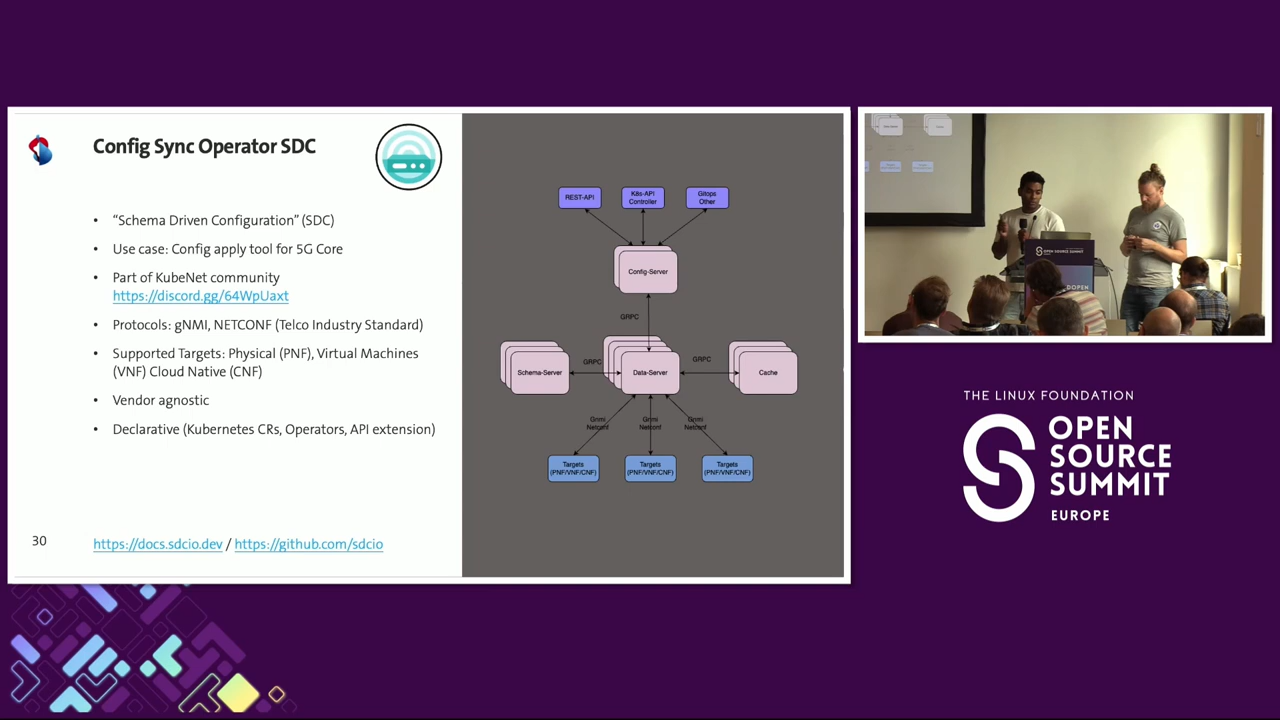 Config Sync Operator SDC
• "Schema Driven Configuration" (SDC)
• Use case: Config apply tool for 5G Core
• Part of KubeNet community
https://discord.gg/64WpUaxt
• Protocols: gNMI, NETCONF (Telco Industry Standard)
• Supported Targets: Physical (PNF), Virtual Machines
(VNF) Cloud Native (CNF)
• Vendor agnostic
• Declarative (Kubernetes CRs, Operators, API extension)
30
https://docs.sdcio.dev / https://github.com/sdcio
REST-API
K8s-API
Controller
Gitops
Other
Config-Server
GRPC
Schema-Server
GRPC
Data-Server
GRPC
Cache
Gnmi
Netconf
Gnmi
Netconf
Gnmi
Netconf
Targets
(PNF/VNF/CNF)
Targets
(PNF/VNF/CNF)
Targets
(PNF/VNF/CNF)
OPEN SOURCE SUMMIT
THE LINUX FOUNDATION
OPEN
SOURCE
SUMMIT
EUROPE